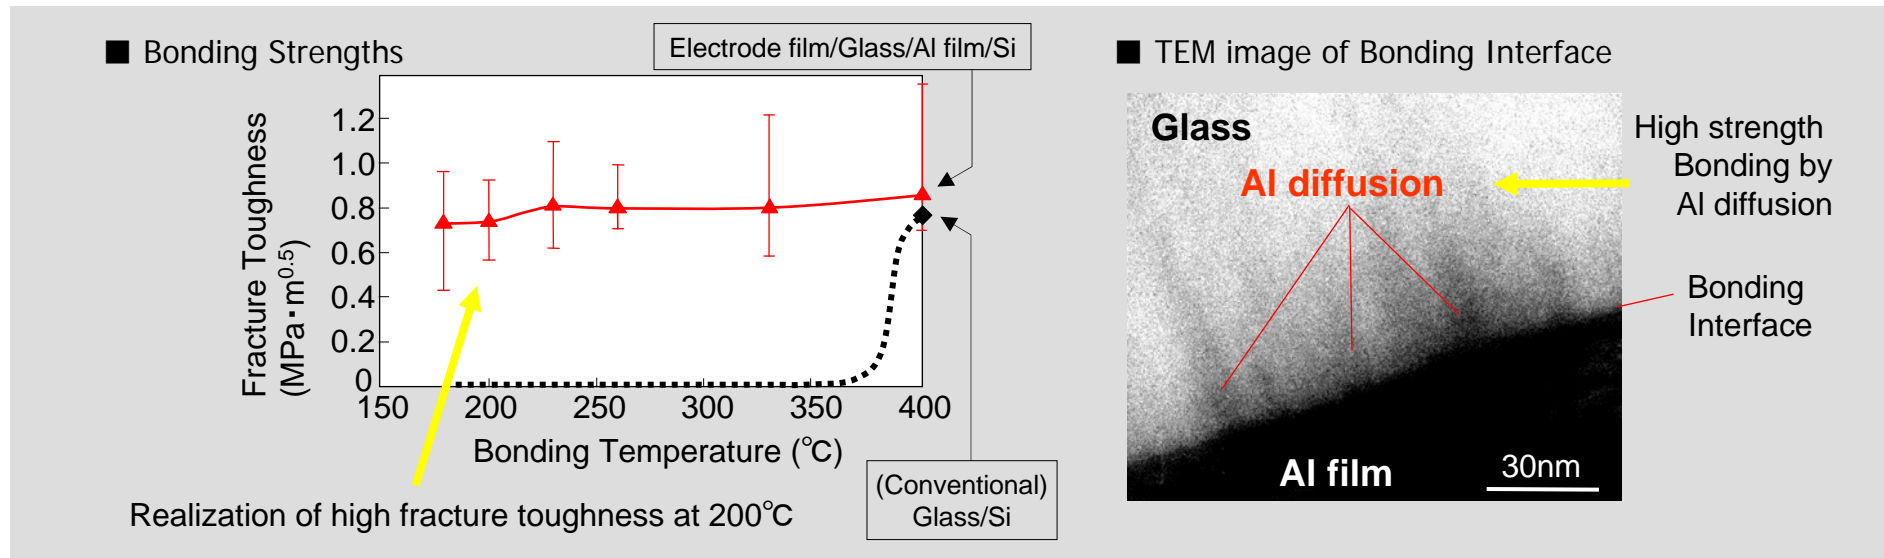 ■ Bonding Strengths
Electrode film/Glass/Al film/Si
Fracture Toughness
(MPa・m0.5)
1.2
1.0
0.8
0.6
0.4
0.2
0
150 200 250 300 350 400
Bonding Temperature (℃)
(Conventional)
Glass/Si
Realization of high fracture toughness at 200℃
■ TEM image of Bonding Interface
Glass
Al diffusion
High strength
Bonding by
Al diffusion
Bonding
Interface
Al film
30nm